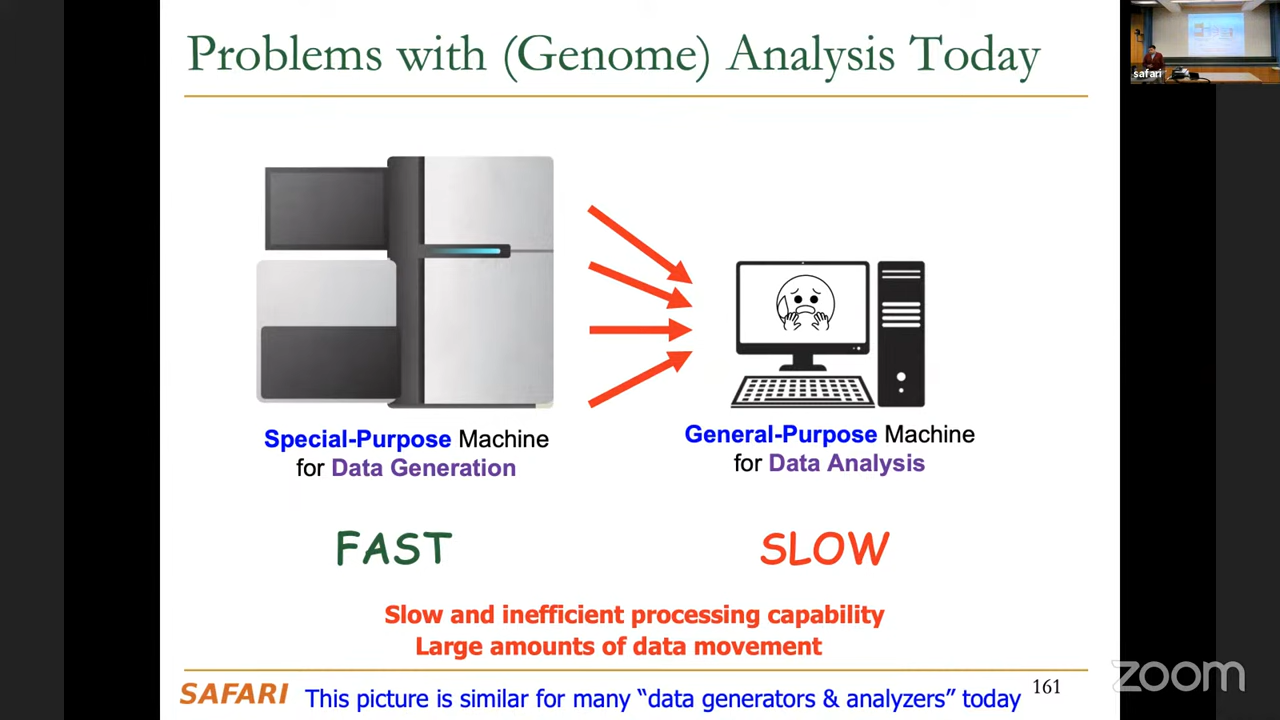 Problems with (Genome) Analysis Today
safari
Special-Purpose Machine
for Data Generation
General-Purpose Machine
for Data Analysis
FAST
SLOW
Slow and inefficient processing capability
Large amounts of data movement
SAFARI
This picture is similar for many “data generators & analyzers” today
161
zoom